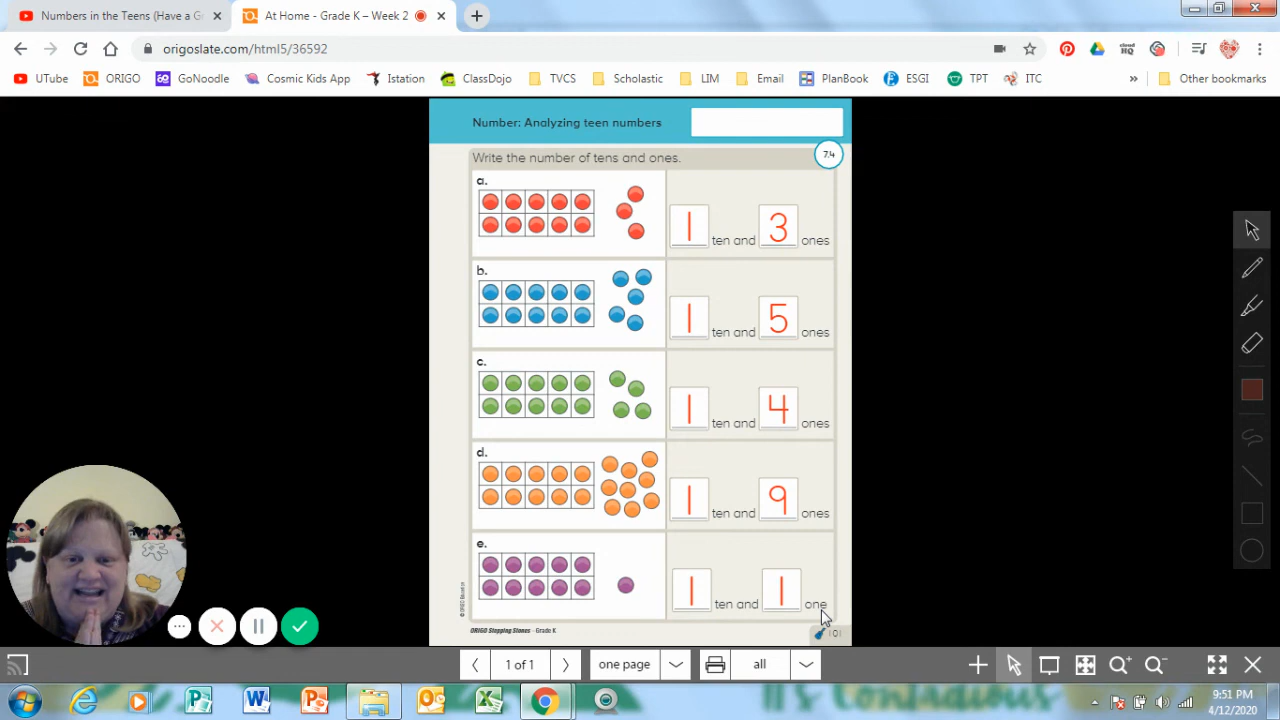 Numbers in the Teens (Have a G
At Home - Grade K – Week 2
origoslate.com/html5/36592
cloud HQ
UTube
ORIGO
GoNoodle
Cosmic Kids App
Istation
ClassDojo
TVCS
Scholastic
LIM
Email
PlanBook
ESGI
TPT
ITC
»
Other bookmarks
Number: Analyzing teen numbers
7.4
Write the number of tens and ones.
a.
1 ten and 3 ones
b.
1 ten and 5 ones
c.
1 ten and 4 ones
d.
1 ten and 9 ones
e.
1 ten and 1 one
ORIGO Stepping Stones • Grade K
101
1 of 1
one page
all
9:51 PM
4/12/2020